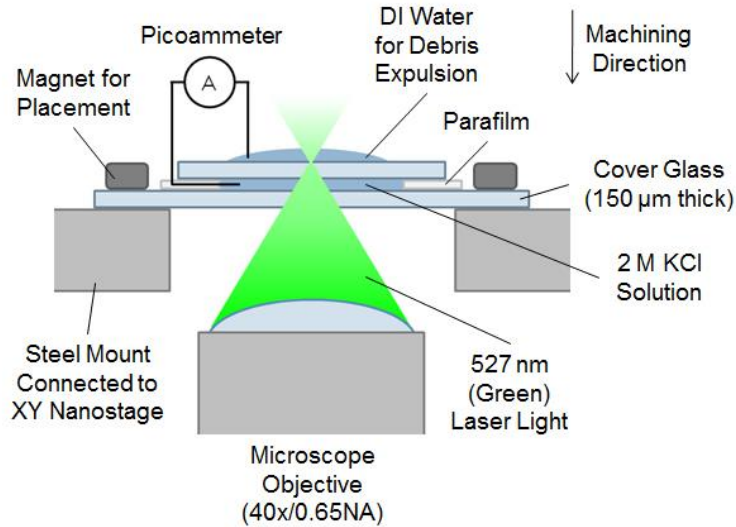 Picoammeter
A
Magnet for
Placement
DI Water
for Debris
Expulsion
Machining
Direction
Parafilm
Cover Glass
(150 µm thick)
2 M KCl
Solution
527 nm
(Green)
Laser Light
Steel Mount
Connected to
XY Nanostage
Microscope
Objective
(40x/0.65NA)